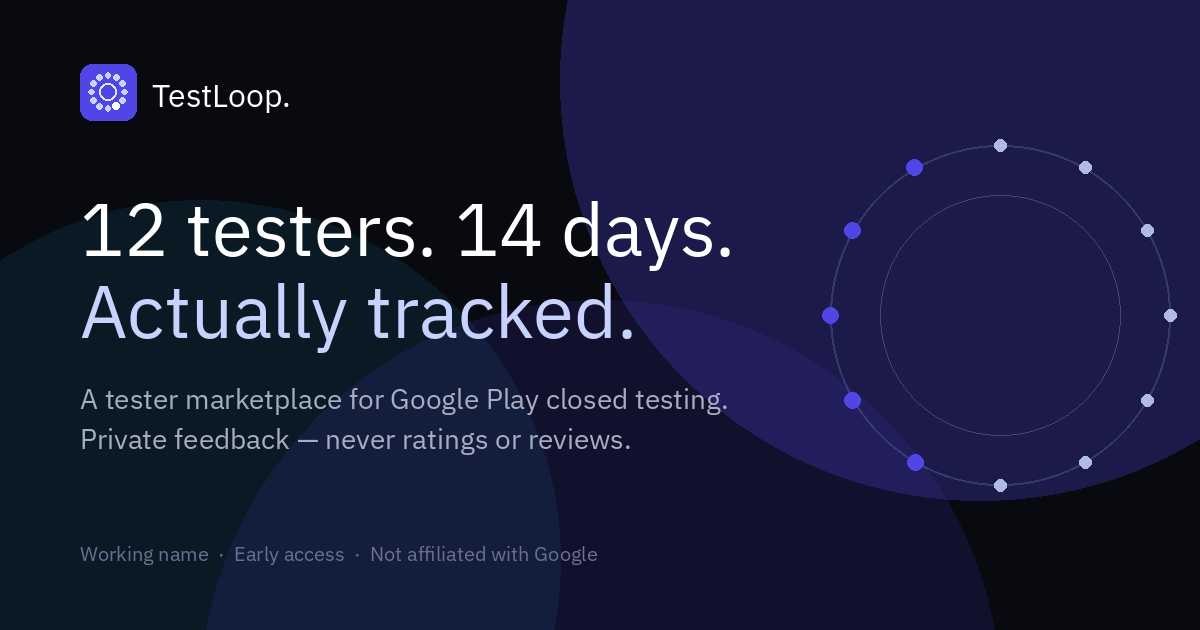 TestLoop.
12 testers. 14 days.
Actually tracked.
A tester marketplace for Google Play closed testing.
Private feedback — never ratings or reviews.
Working name · Early access · Not affiliated with Google